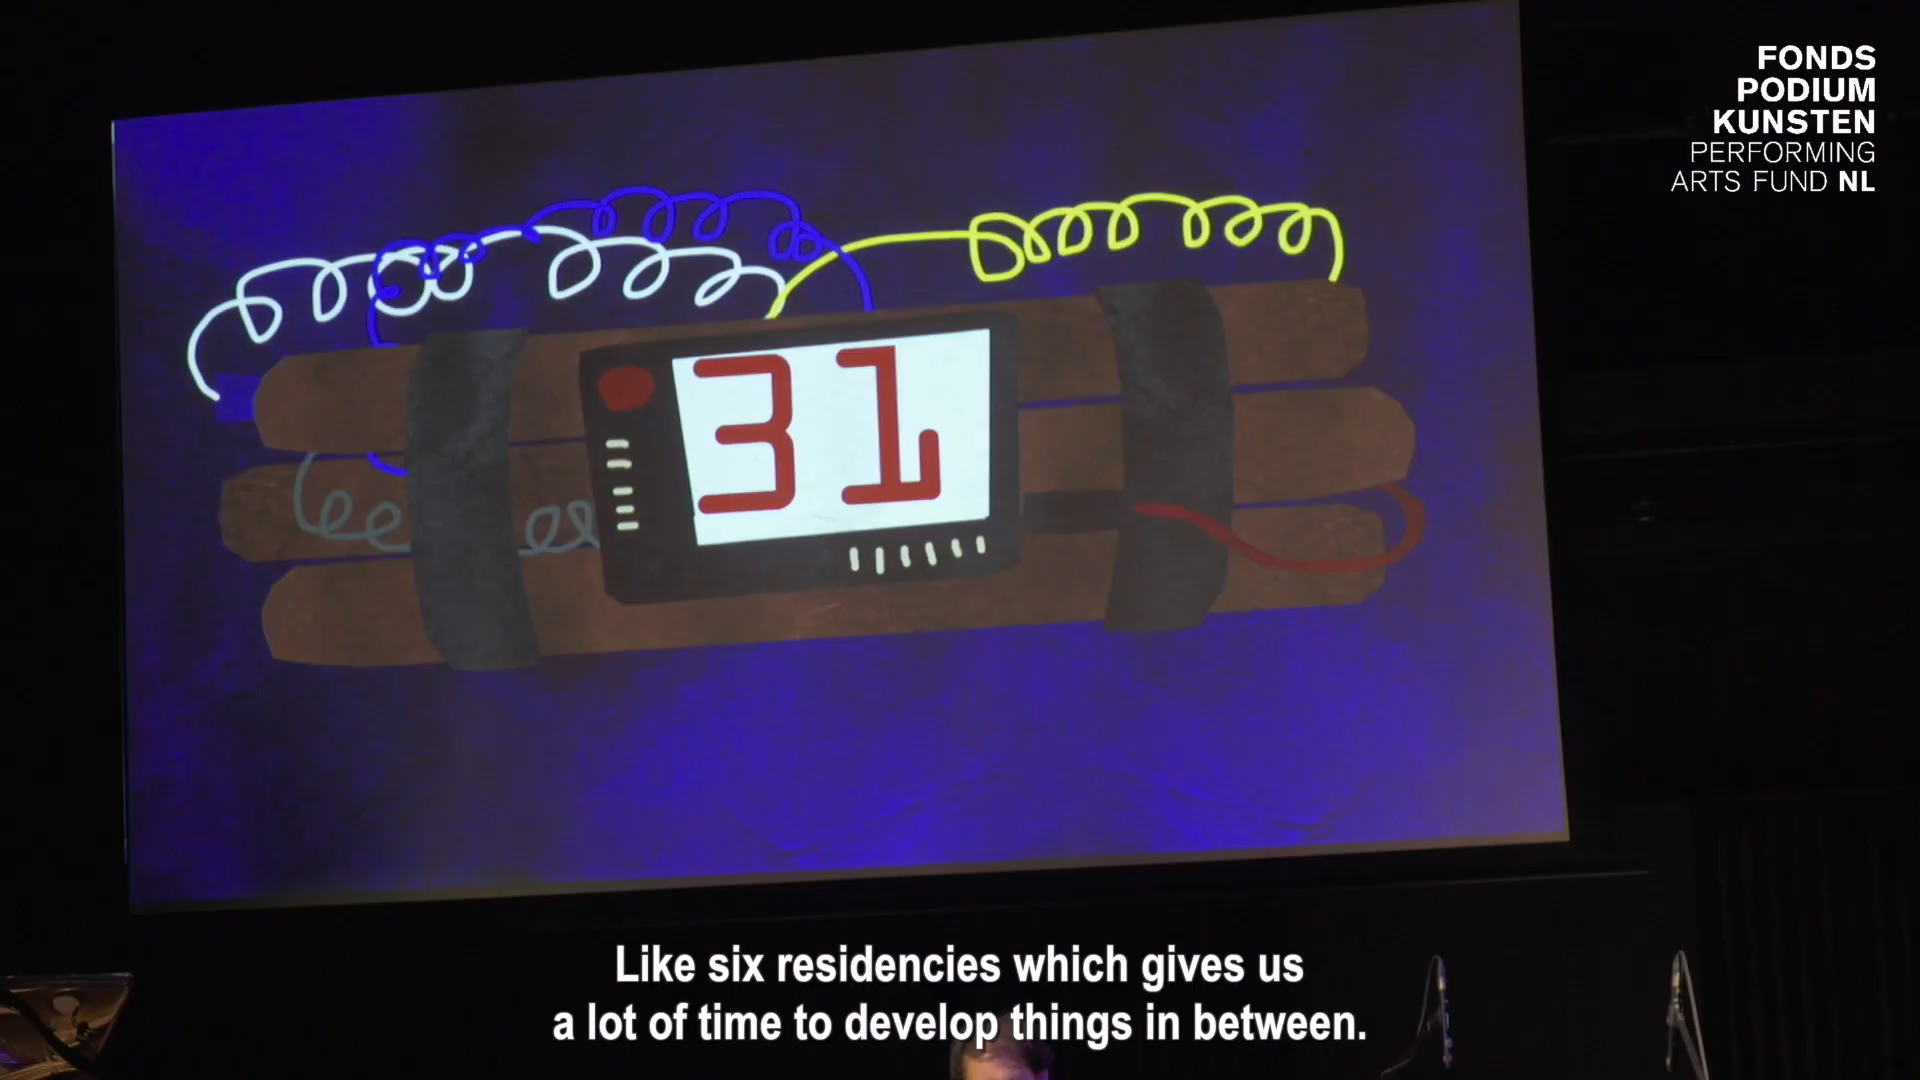 FONDS
PODIUM
KUNSTEN
PERFORMING
ARTS FUND NL
31
Like six residencies which gives us
a lot of time to develop things in between.